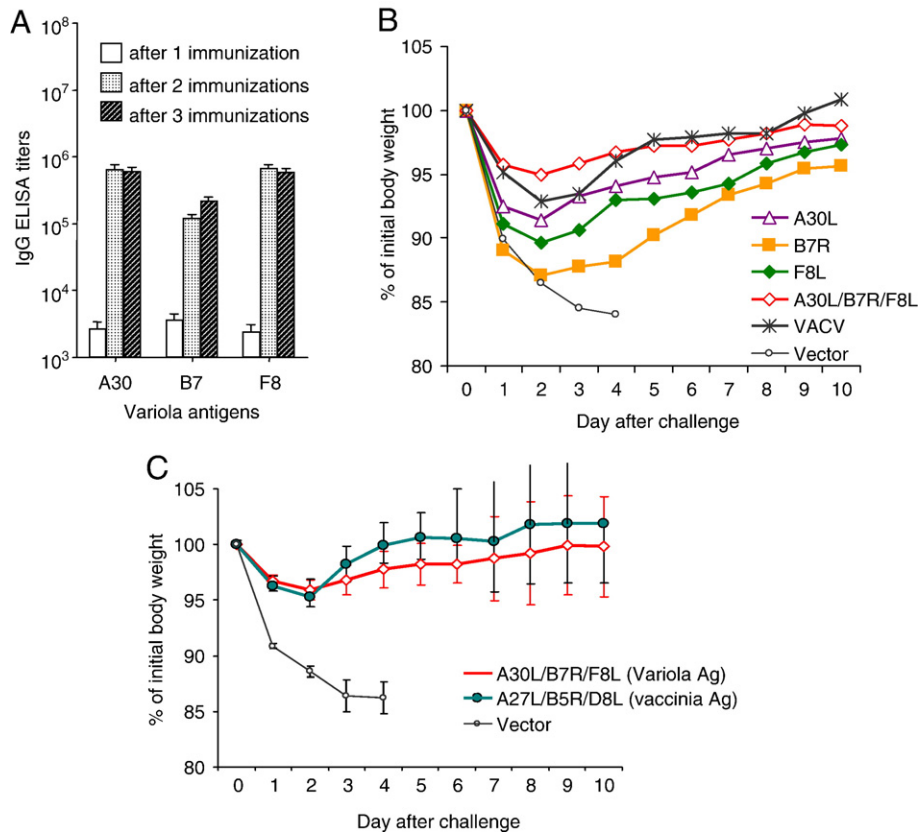 A
10⁸
10⁷
10⁶
10⁵
10⁴
10³
IgG ELISA titers
after 1 immunization
after 2 immunizations
after 3 immunizations
A30 B7 F8
Variola antigens
B
105
100
95
90
85
80
% of initial body weight
A30L
B7R
F8L
A30L/B7R/F8L
VACV
Vector
0 1 2 3 4 5 6 7 8 9 10
Day after challenge
C
105
100
95
90
85
80
% of initial body weight
A30L/B7R/F8L (Variola Ag)
A27L/B5R/D8L (vaccinia Ag)
Vector
0 1 2 3 4 5 6 7 8 9 10
Day after challenge